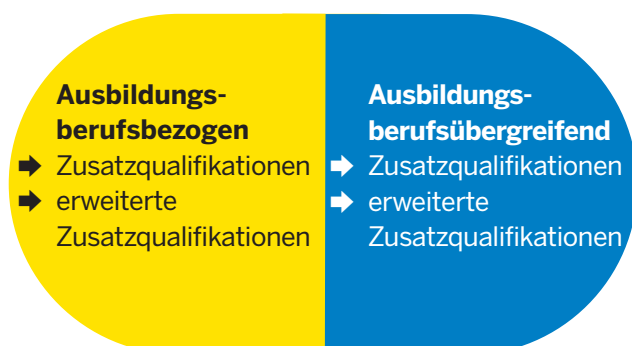 Ausbildungs-
berufsbezogen
➡ Zusatzqualifikationen
➡ erweiterte
Zusatzqualifikationen
Ausbildungs-
berufsübergreifend
➡ Zusatzqualifikationen
➡ erweiterte
Zusatzqualifikationen